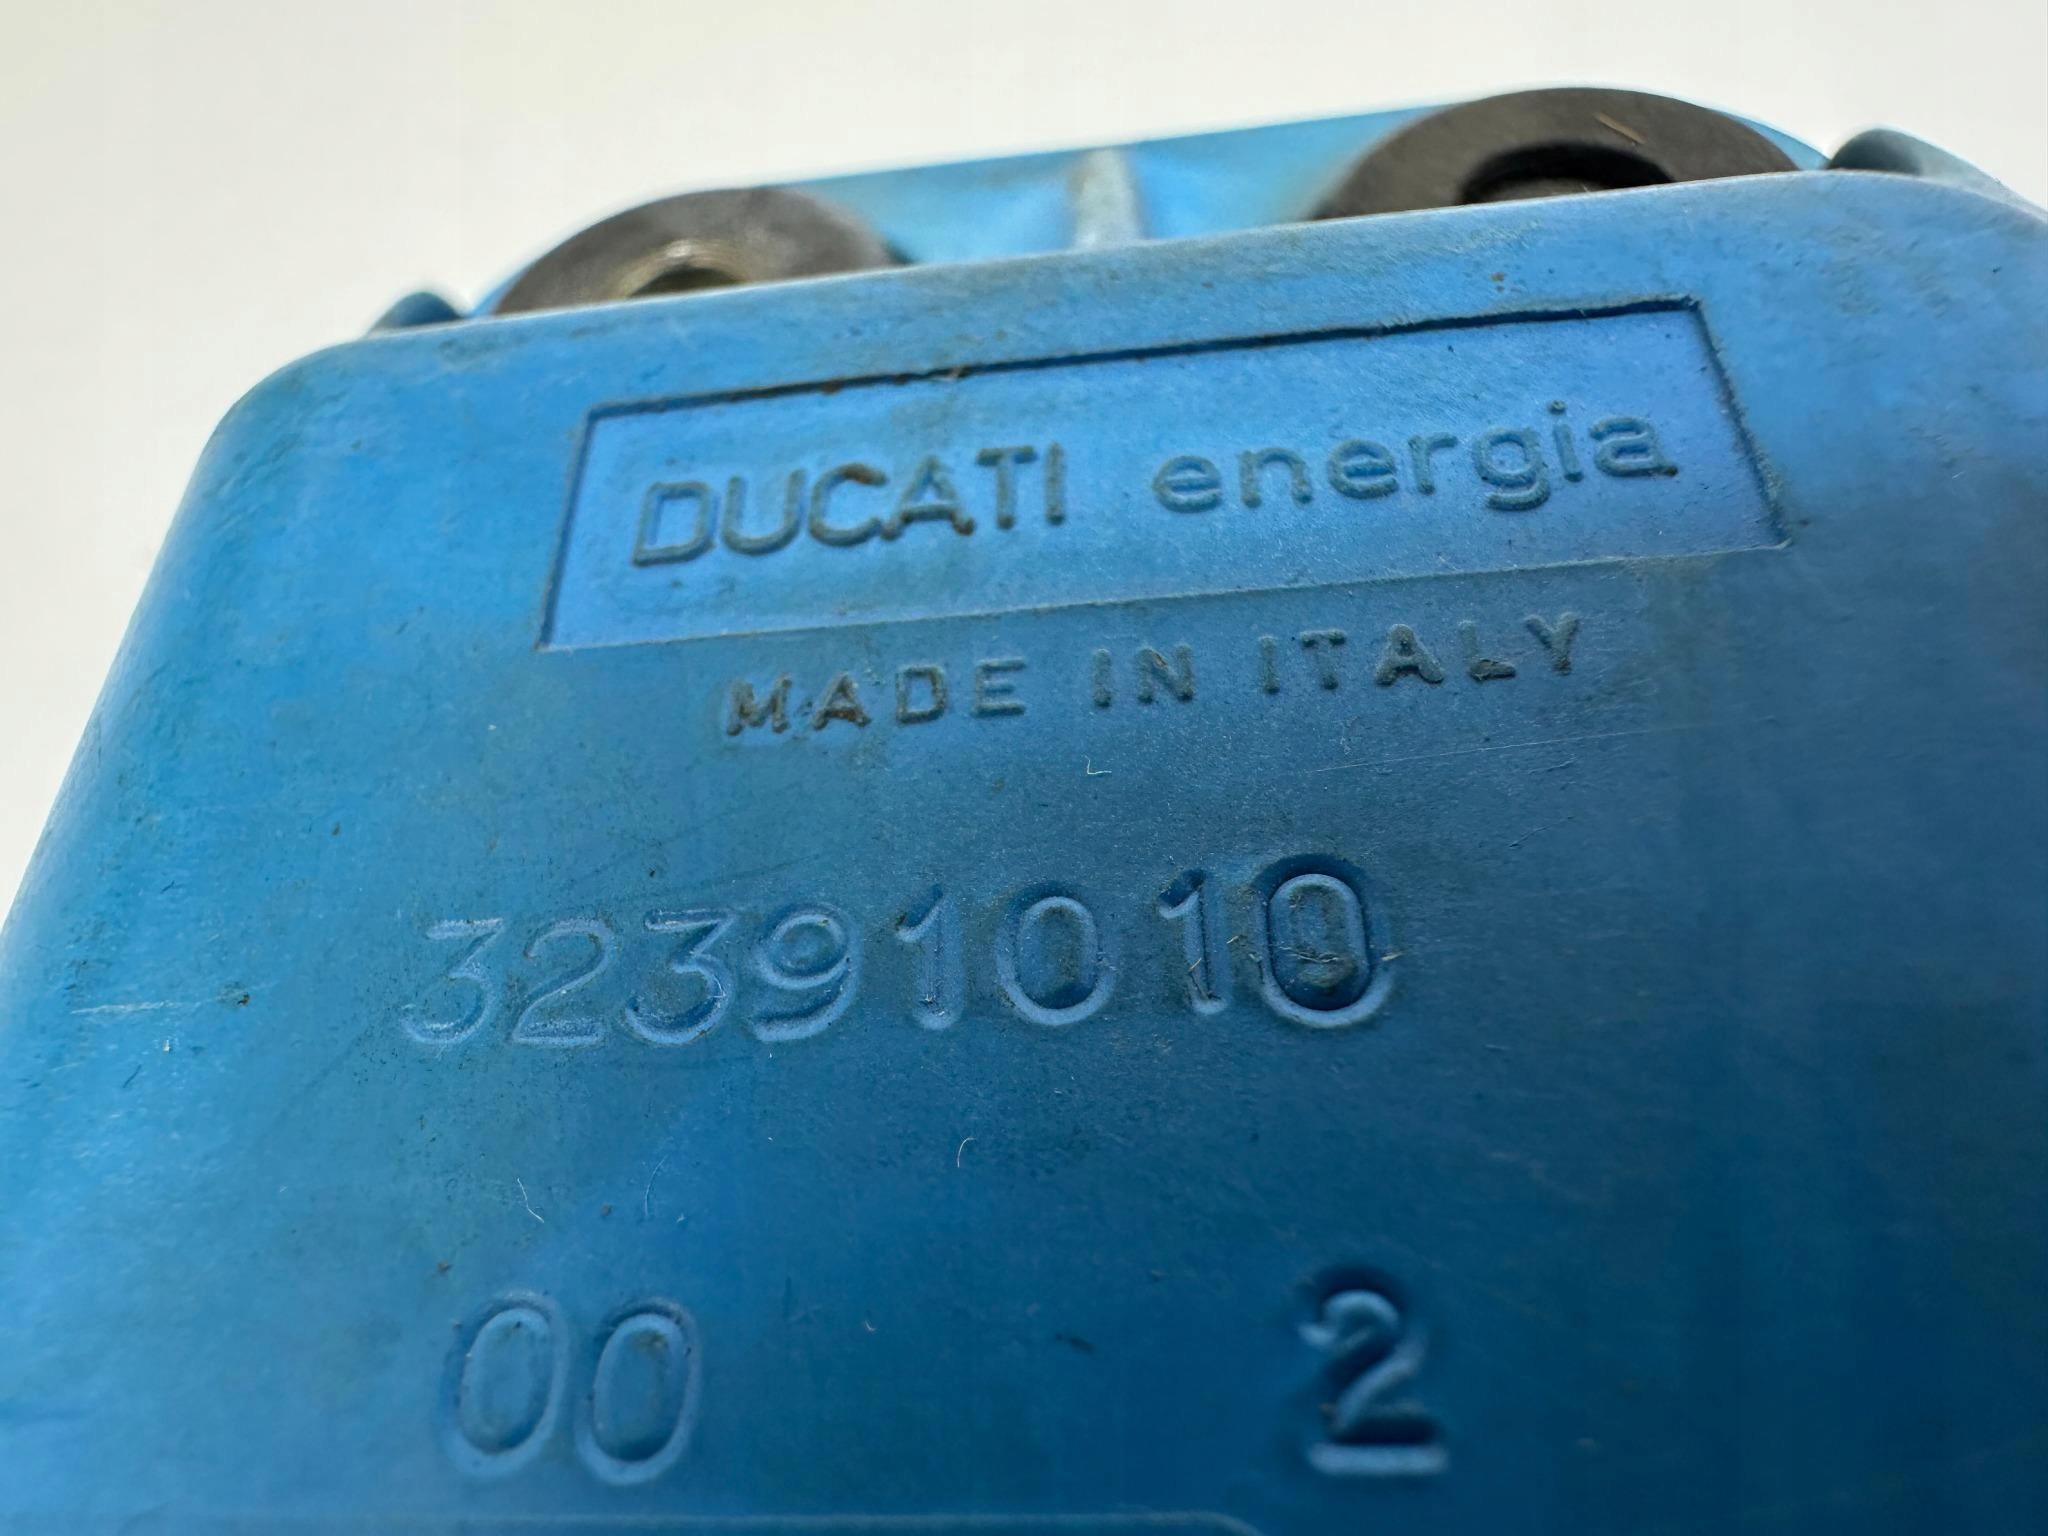 DUCATI energia
MADE IN ITALY
32391010
00 2